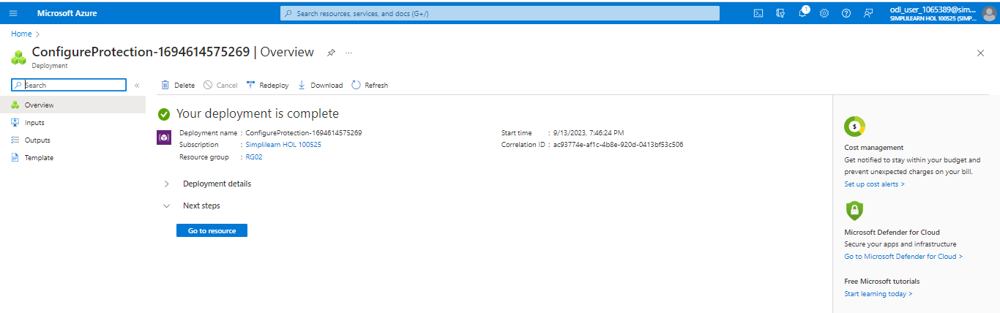 Microsoft Azure
Search resources, services, and docs (G+/)
1
odl_user_1065389@sim...
SIMPLILEARN HOL 100525 (SIMP...
Home >
ConfigureProtection-1694614575269 | Overview
...
Deployment
Search
«
Delete
Cancel
Redeploy
Download
Refresh
Overview
Inputs
Outputs
Template
Your deployment is complete
Deployment name : ConfigureProtection-1694614575269
Subscription : Simplilearn HOL 100525
Resource group : RG02
Start time : 9/13/2023, 7:46:24 PM
Correlation ID : ac93774e-af1c-4b8e-920d-0413bf53c506
Deployment details
Next steps
Go to resource
$
Cost management
Get notified to stay within your budget and
prevent unexpected charges on your bill.
Set up cost alerts >
Microsoft Defender for Cloud
Secure your apps and infrastructure
Go to Microsoft Defender for Cloud >
Free Microsoft tutorials
Start learning today >